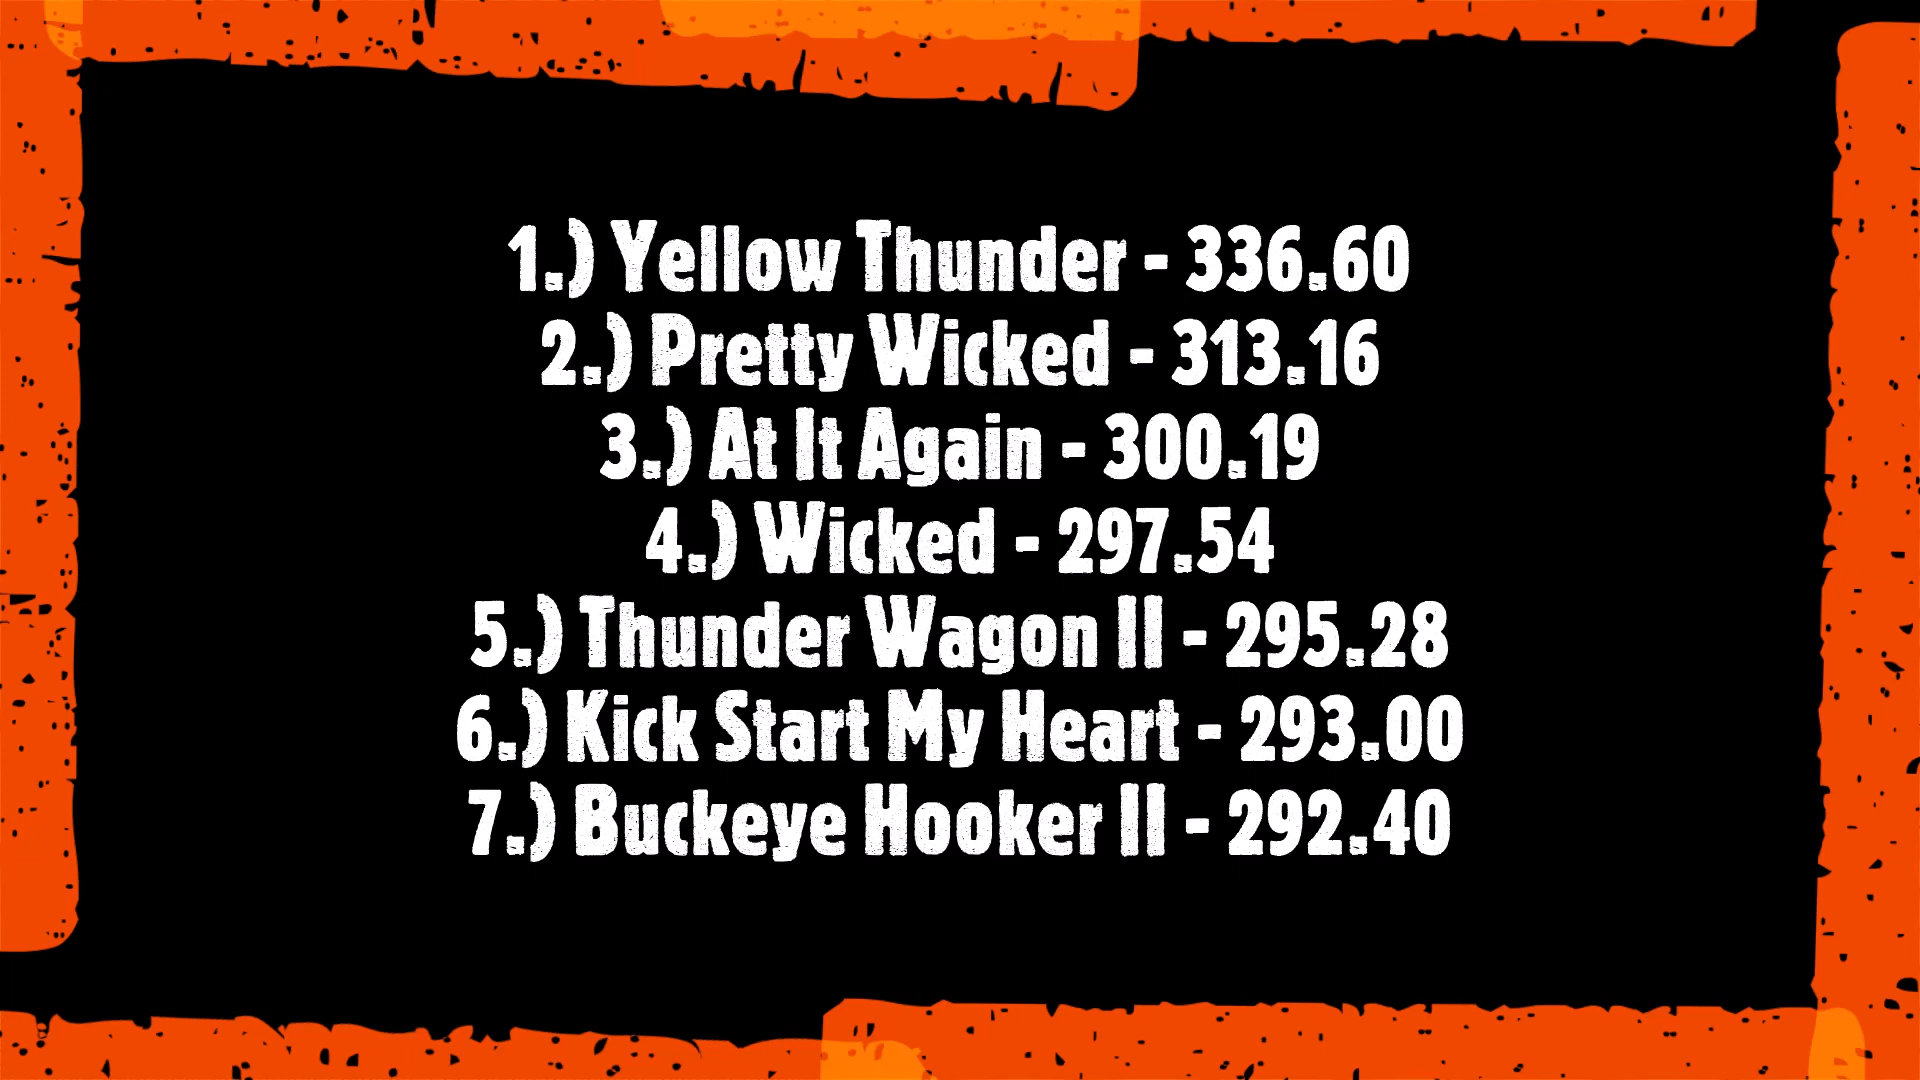 1.) Yellow Thunder - 336.60
2.) Pretty Wicked - 313.16
3.) At It Again - 300.19
4.) Wicked - 297.54
5.) Thunder Wagon II - 295.28
6.) Kick Start My Heart - 293.00
7.) Buckeye Hooker II - 292.40